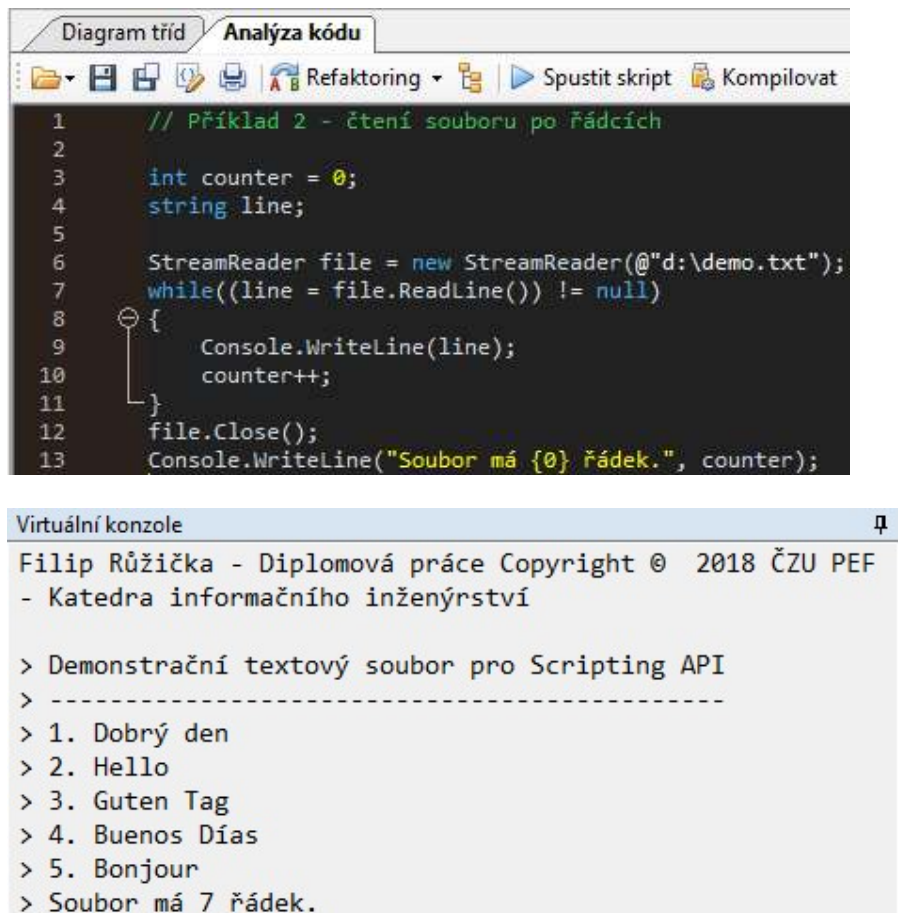 Diagram tříd Analýza kódu
Refaktoring Spustit skript Kompilovat
1 // Příklad 2 - čtení souboru po řádcích
2
3 int counter = 0;
4 string line;
5
6 StreamReader file = new StreamReader(@"d:\demo.txt");
7 while((line = file.ReadLine()) != null)
8 {
9 Console.WriteLine(line);
10 counter++;
11 }
12 file.Close();
13 Console.WriteLine("Soubor má {0} řádek.", counter);
Virtuální konzole
Filip Růžička - Diplomová práce Copyright © 2018 ČZU PEF
- Katedra informačního inženýrství
> Demonstrační textový soubor pro Scripting API
> ---------------------------------------------
> 1. Dobrý den
> 2. Hello
> 3. Guten Tag
> 4. Buenos Días
> 5. Bonjour
> Soubor má 7 řádek.